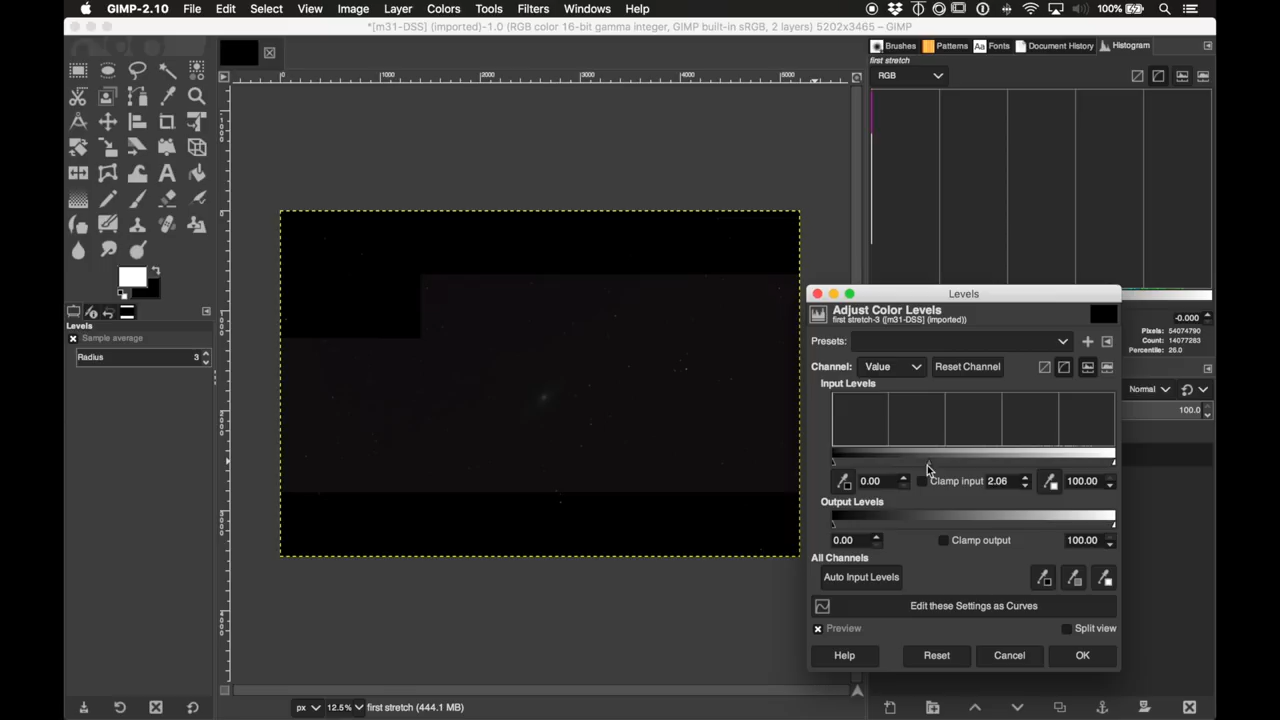 GIMP-2.10 File Edit Select View Image Layer Colors Tools Filters Windows Help 100%
*[m31-DSS] (imported)-1.0 (RGB color 16-bit gamma integer, GIMP built-in sRGB, 2 layers) 5202x3465 – GIMP
Brushes Patterns Aa Fonts Document History Histogram
first stretch
RGB
0 1000 2000 3000 4000 5000
Levels
Sample average
Radius 3
Levels
Adjust Color Levels
first stretch-3 ([m31-DSS] (imported))
Presets:
Channel: Value Reset Channel
Input Levels
0.00 Clamp input 2.06 100.00
Output Levels
0.00 Clamp output 100.00
All Channels
Auto Input Levels
Edit these Settings as Curves
Preview Split view
Help Reset Cancel OK
-0.000
Pixels: 54074790
Count: 14077283
Percentile: 26.0
Normal
100.0
px 12.5% first stretch (444.1 MB)